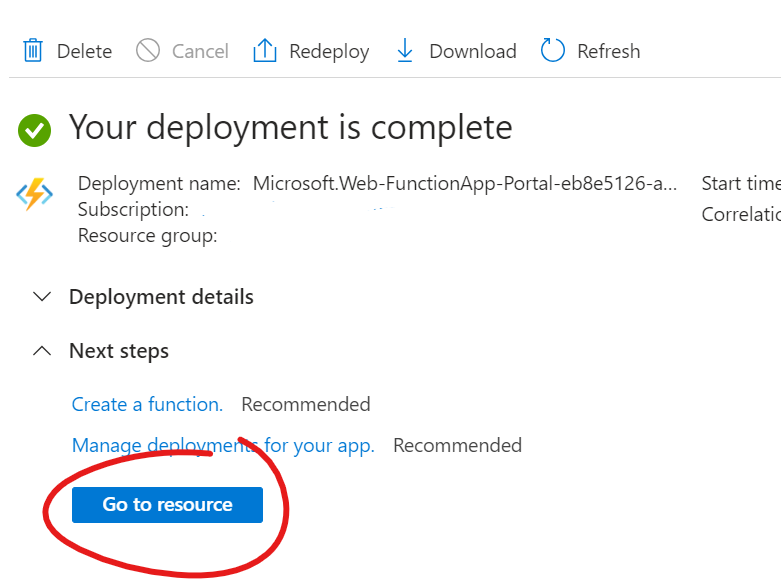 Delete Cancel Redeploy Download Refresh
Your deployment is complete
Deployment name: Microsoft.Web-FunctionApp-Portal-eb8e5126-a... Start time
Subscription: Correlatio
Resource group:
Deployment details
Next steps
Create a function. Recommended
Manage deployments for your app. Recommended
Go to resource